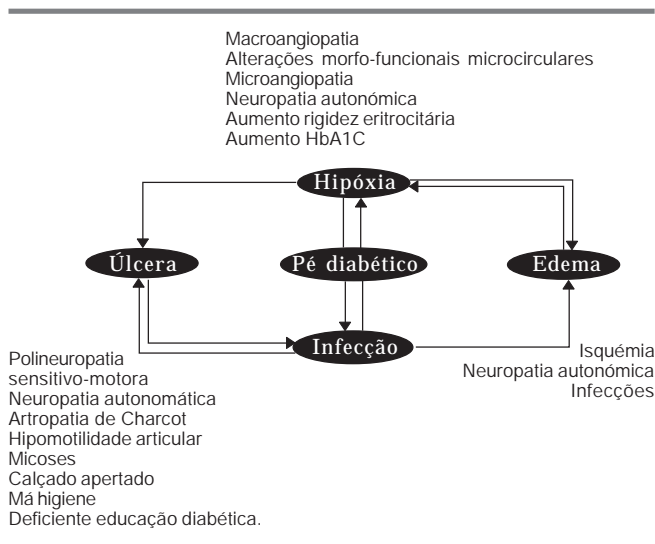 Macroangiopatia
Alterações morfo-funcionais microcirculares
Microangiopatia
Neuropatia autonómica
Aumento rigidez eritrocitária
Aumento HbA1C
Hipóxia
Úlcera
Pé diabético
Edema
Infecção
Polineuropatia
sensitivo-motora
Neuropatia autonomática
Artropatia de Charcot
Hipomotilidade articular
Micoses
Calçado apertado
Má higiene
Deficiente educação diabética.
Isquémia
Neuropatia autonómica
Infecções